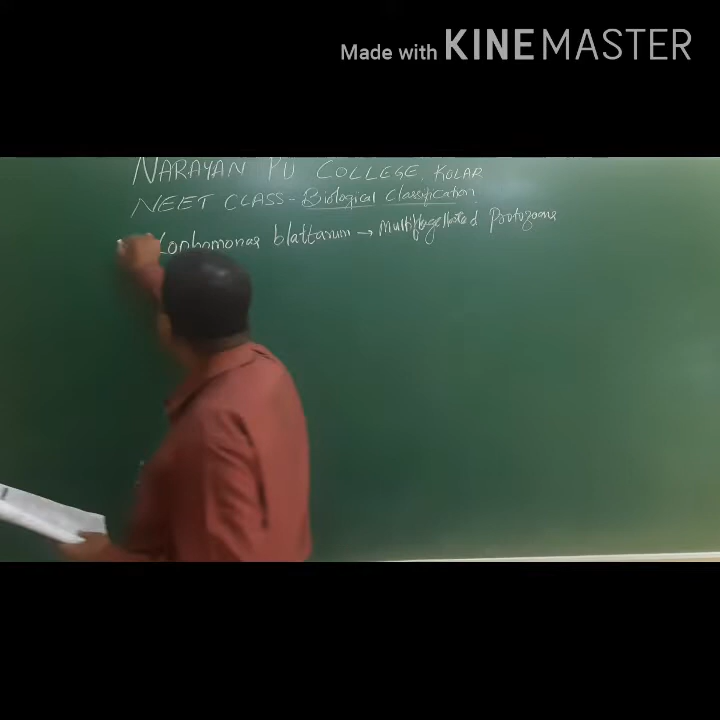 Made with KINEMASTER
NARAYAN PU COLLEGE, KOLAR
NEET CLASS - Biological Classification
Lophomonas blattarum → Multiflagellated Protozoans